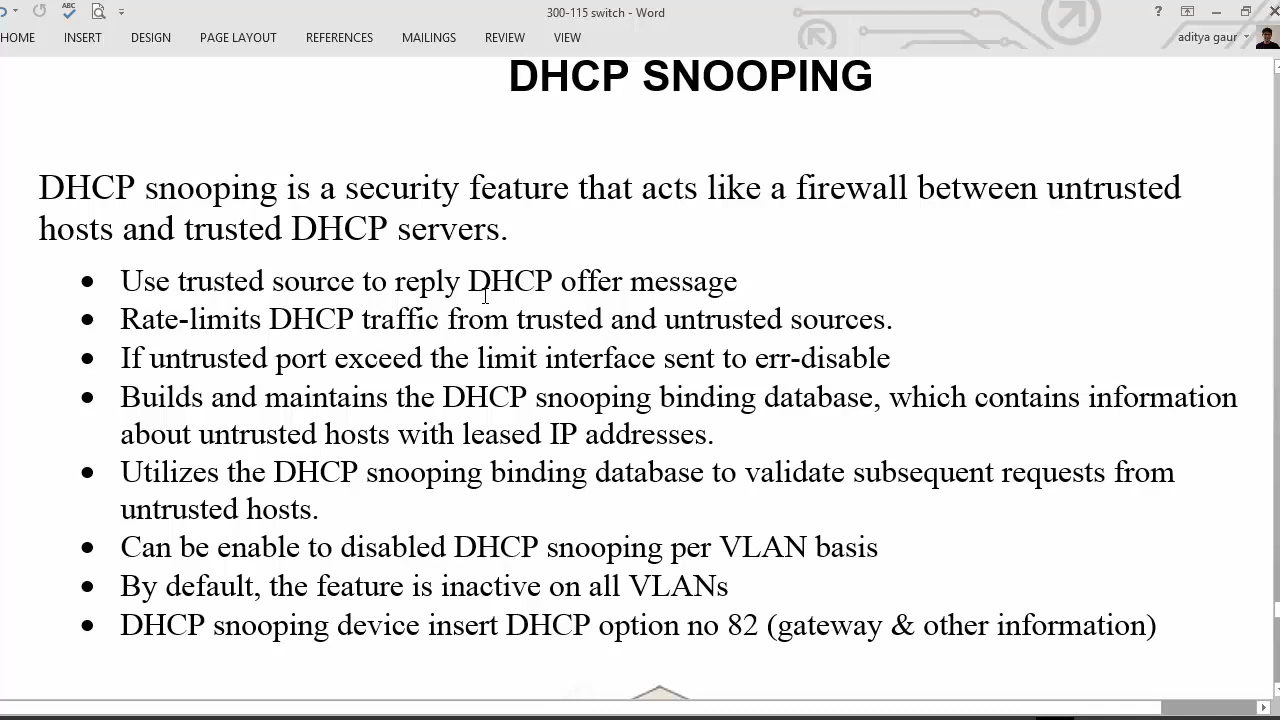 300-115 switch - Word
ABC
?
HOME INSERT DESIGN PAGE LAYOUT REFERENCES MAILINGS REVIEW VIEW aditya gaur
DHCP SNOOPING
DHCP snooping is a security feature that acts like a firewall between untrusted
hosts and trusted DHCP servers.
• Use trusted source to reply DHCP offer message
• Rate-limits DHCP traffic from trusted and untrusted sources.
• If untrusted port exceed the limit interface sent to err-disable
• Builds and maintains the DHCP snooping binding database, which contains information
about untrusted hosts with leased IP addresses.
• Utilizes the DHCP snooping binding database to validate subsequent requests from
untrusted hosts.
• Can be enable to disabled DHCP snooping per VLAN basis
• By default, the feature is inactive on all VLANs
• DHCP snooping device insert DHCP option no 82 (gateway & other information)